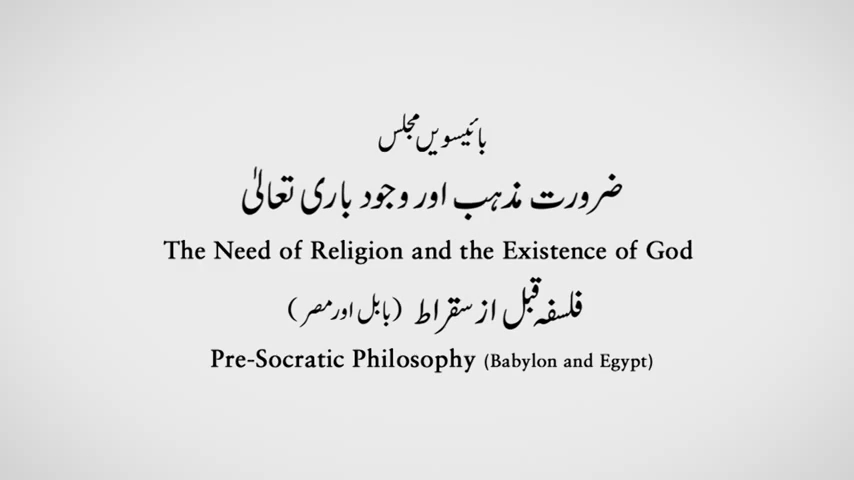 بائیسویں مجلس
ضرورت مذہب اور وجود باری تعالیٰ
The Need of Religion and the Existence of God
فلسفہ قبل از سقراط (بابل اور مصر)
Pre-Socratic Philosophy (Babylon and Egypt)